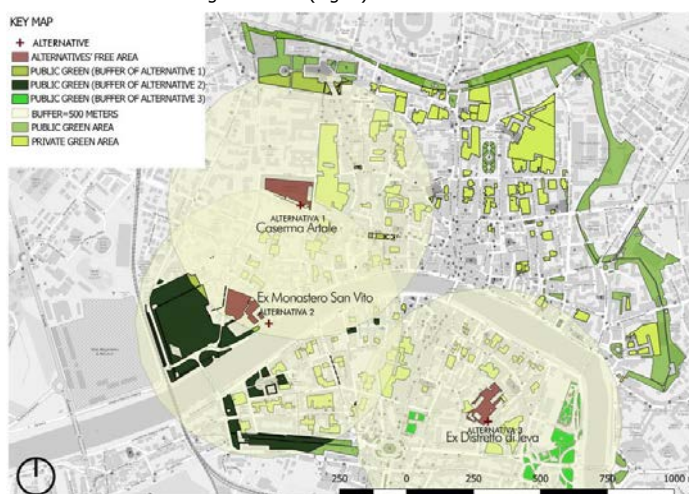 KEY MAP
ALTERNATIVE
ALTERNATIVES' FREE AREA
PUBLIC GREEN (BUFFER OF ALTERNATIVE 1)
PUBLIC GREEN (BUFFER OF ALTERNATIVE 2)
PUBLIC GREEN (BUFFER OF ALTERNATIVE 3)
BUFFER=500 METERS
PUBLIC GREEN AREA
PRIVATE GREEN AREA
ALTERNATIVA 1
Caserma Artale
Ex Monastero San Vito
ALTERNATIVA 2
ALTERNATIVA 3
Ex Distretto di leva
250 0 250 500 750 1000